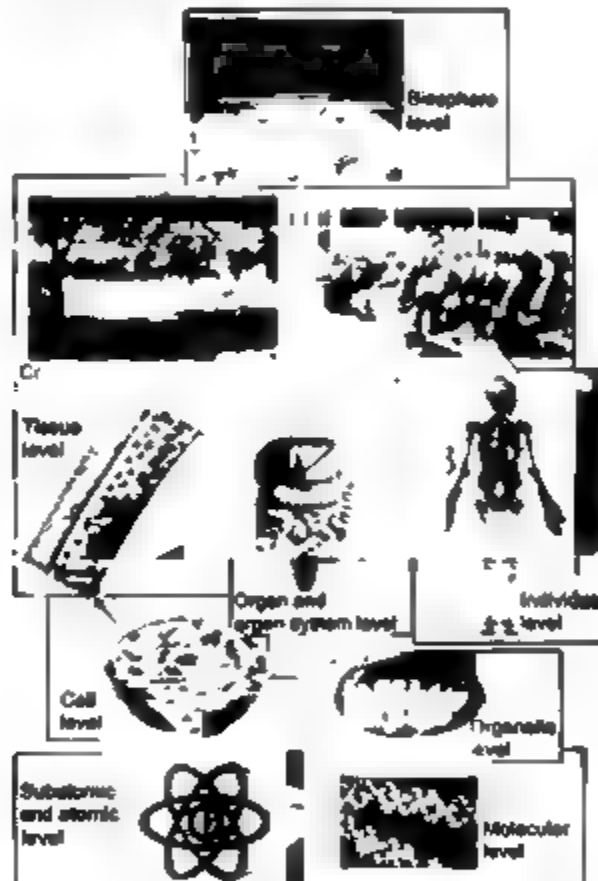 Biosphere
level
Cr
Tissue
level
Organ and
organ system level
Individual
level
Cell
level
Organelle
level
Subatomic
and atomic
level
Molecular
level